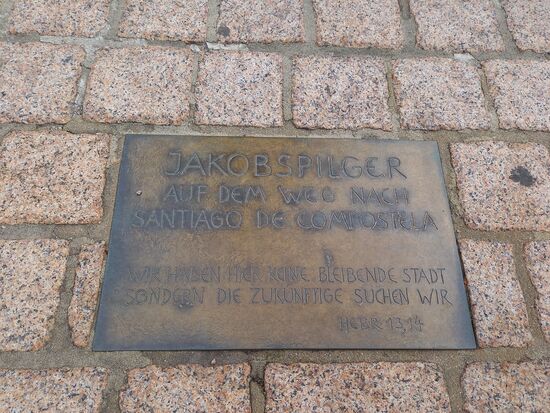 JAKOBSPILGER
AUF DEM WEG NACH
SANTIAGO DE COMPOSTELA
WIR HABEN HIER KEINE BLEIBENDE STADT
SONDERN DIE ZUKÜNFTIGE SUCHEN WIR
HEBR 13,14